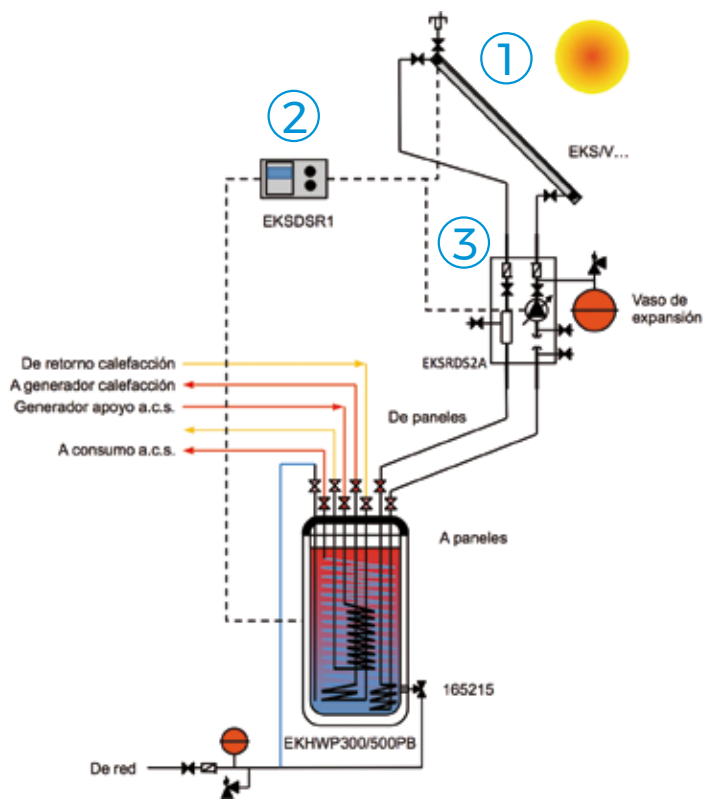 1
2
EKS/V...
EKSDSR1
3
Vaso de
expansión
EKSRDS2A
De retorno calefacción
A generador calefacción
Generador apoyo a.c.s.
De paneles
A consumo a.c.s.
A paneles
165215
EKHWP300/500PB
De red